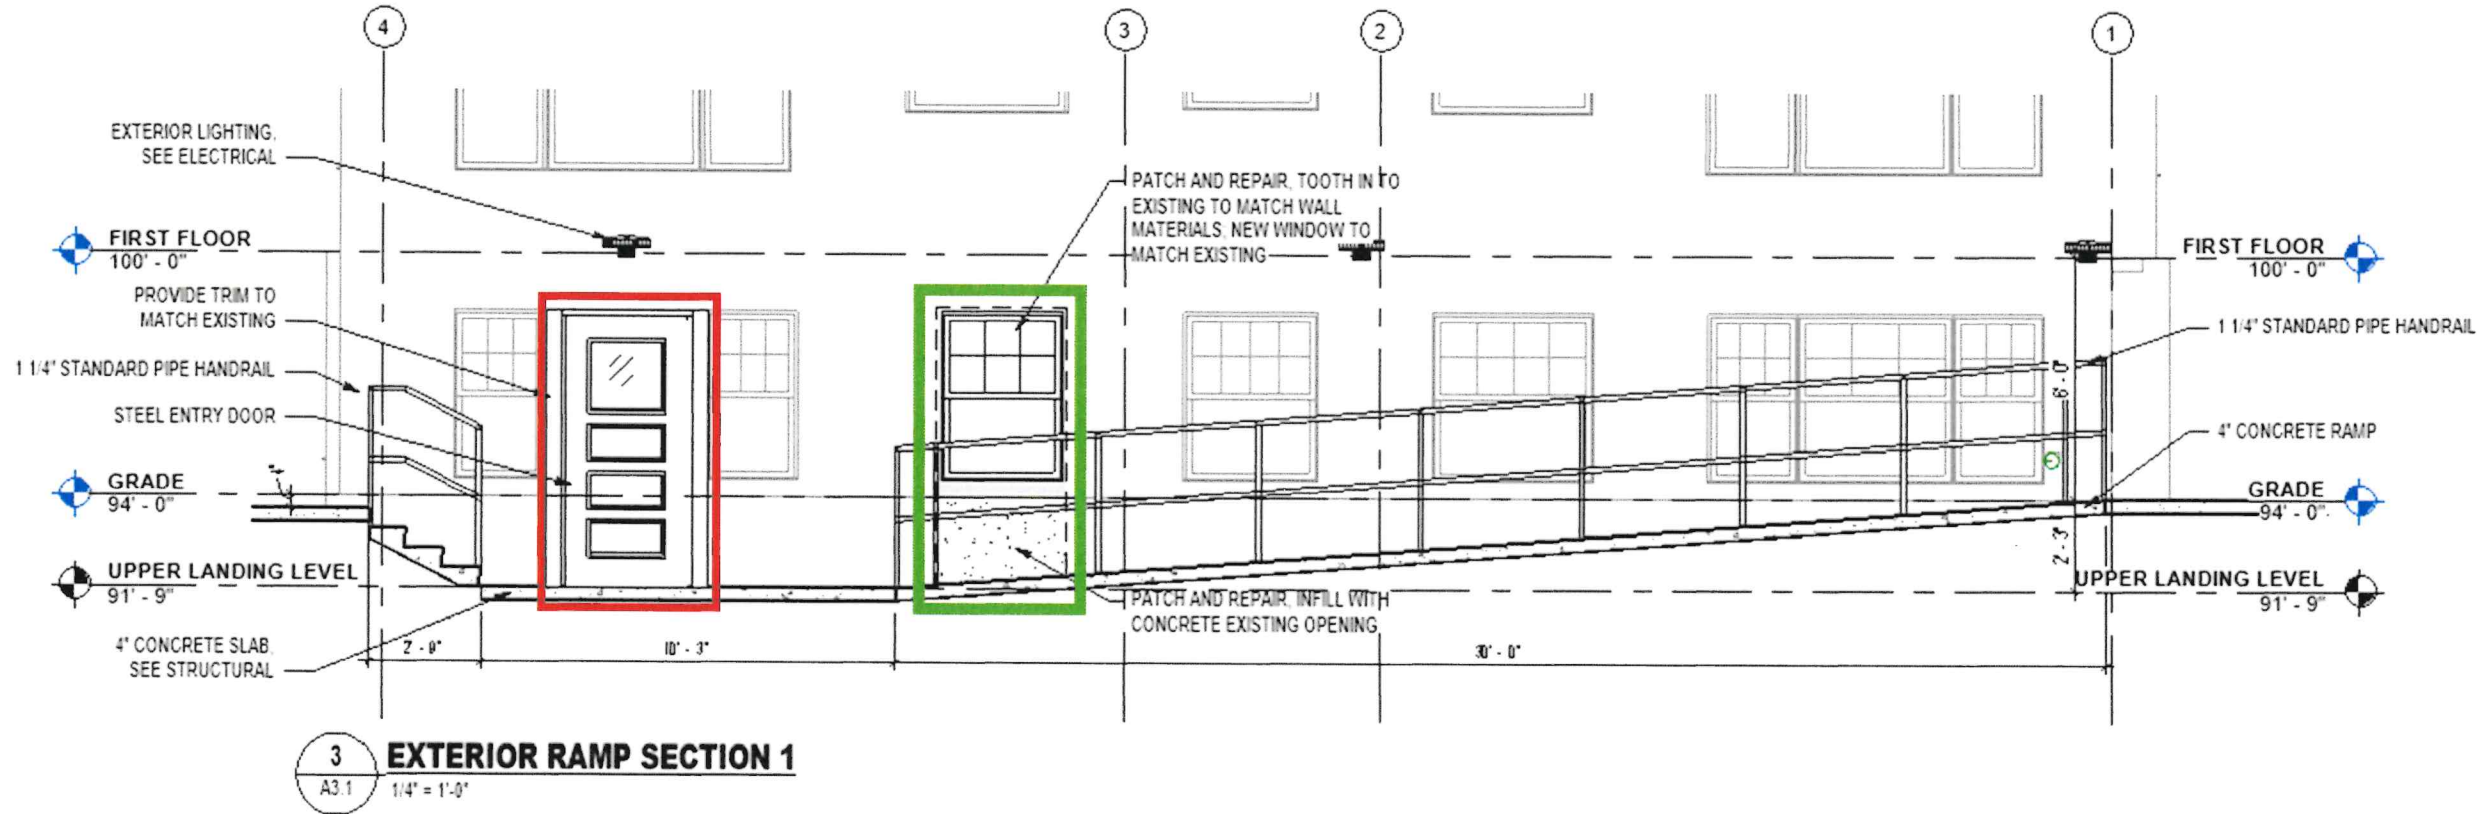 4
3
2
1
EXTERIOR LIGHTING,
SEE ELECTRICAL
PATCH AND REPAIR, TOOTH IN TO
EXISTING TO MATCH WALL
MATERIALS; NEW WINDOW TO
MATCH EXISTING
FIRST FLOOR
100' - 0"
FIRST FLOOR
100' - 0"
PROVIDE TRIM TO
MATCH EXISTING
1 1/4" STANDARD PIPE HANDRAIL
1 1/4" STANDARD PIPE HANDRAIL
STEEL ENTRY DOOR
6' - 0"
4" CONCRETE RAMP
GRADE
94' - 0"
GRADE
94' - 0"
2' - 3"
UPPER LANDING LEVEL
91' - 9"
UPPER LANDING LEVEL
91' - 9"
PATCH AND REPAIR, INFILL WITH
CONCRETE EXISTING OPENING
4" CONCRETE SLAB,
SEE STRUCTURAL
10' - 3"
30' - 0"
3
A3.1
EXTERIOR RAMP SECTION 1
1/4" = 1'-0"